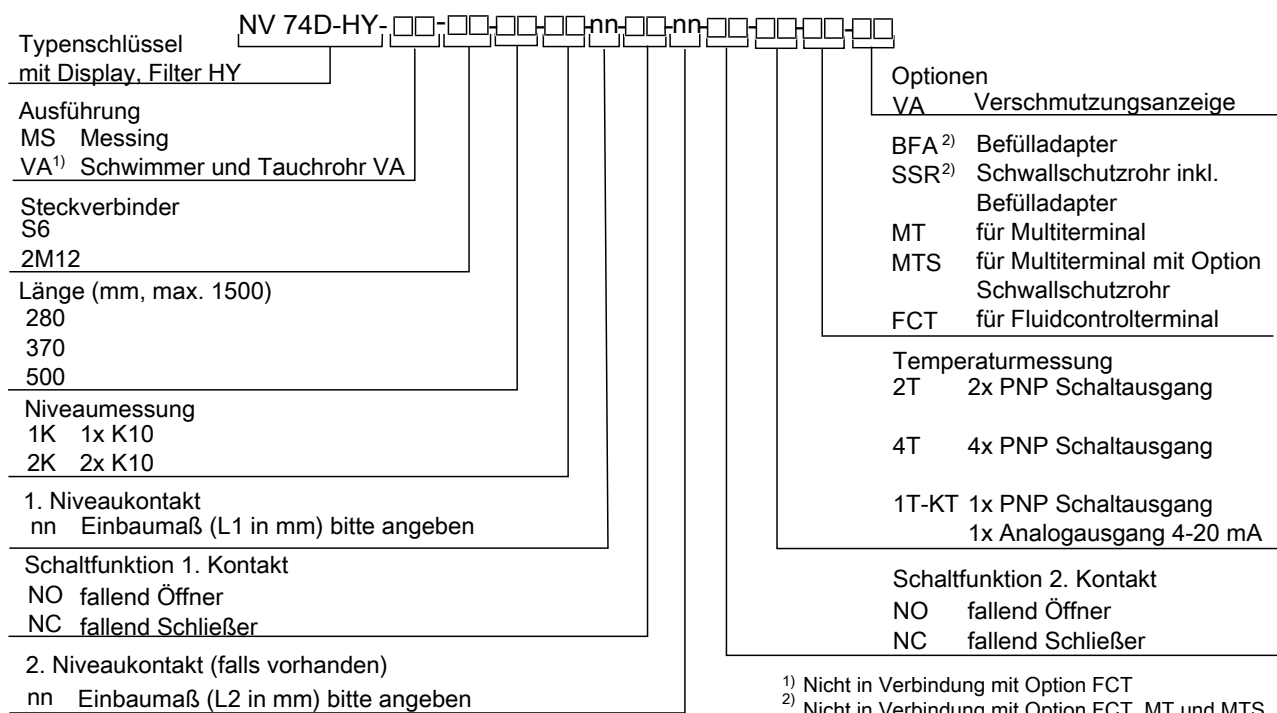 NV 74D-HY-□□-□□-□□-□□-nn-□□-nn-□□-□□-□□-□□
Typenschlüssel
mit Display, Filter HY
Ausführung
MS Messing
VA1) Schwimmer und Tauchrohr VA
Steckverbinder
S6
2M12
Länge (mm, max. 1500)
280
370
500
Niveaumessung
1K 1x K10
2K 2x K10
1. Niveaukontakt
nn Einbaumaß (L1 in mm) bitte angeben
Schaltfunktion 1. Kontakt
NO fallend Öffner
NC fallend Schließer
2. Niveaukontakt (falls vorhanden)
nn Einbaumaß (L2 in mm) bitte angeben
Optionen
VA Verschmutzungsanzeige
BFA 2) Befülladapter
SSR2) Schwallschutzrohr inkl.
Befülladapter
MT für Multiterminal
MTS für Multiterminal mit Option
Schwallschutzrohr
FCT für Fluidcontrolterminal
Temperaturmessung
2T 2x PNP Schaltausgang
4T 4x PNP Schaltausgang
1T-KT 1x PNP Schaltausgang
1x Analogausgang 4-20 mA
Schaltfunktion 2. Kontakt
NO fallend Öffner
NC fallend Schließer
1) Nicht in Verbindung mit Option FCT
2) Nicht in Verbindung mit Option FCT, MT und MTS